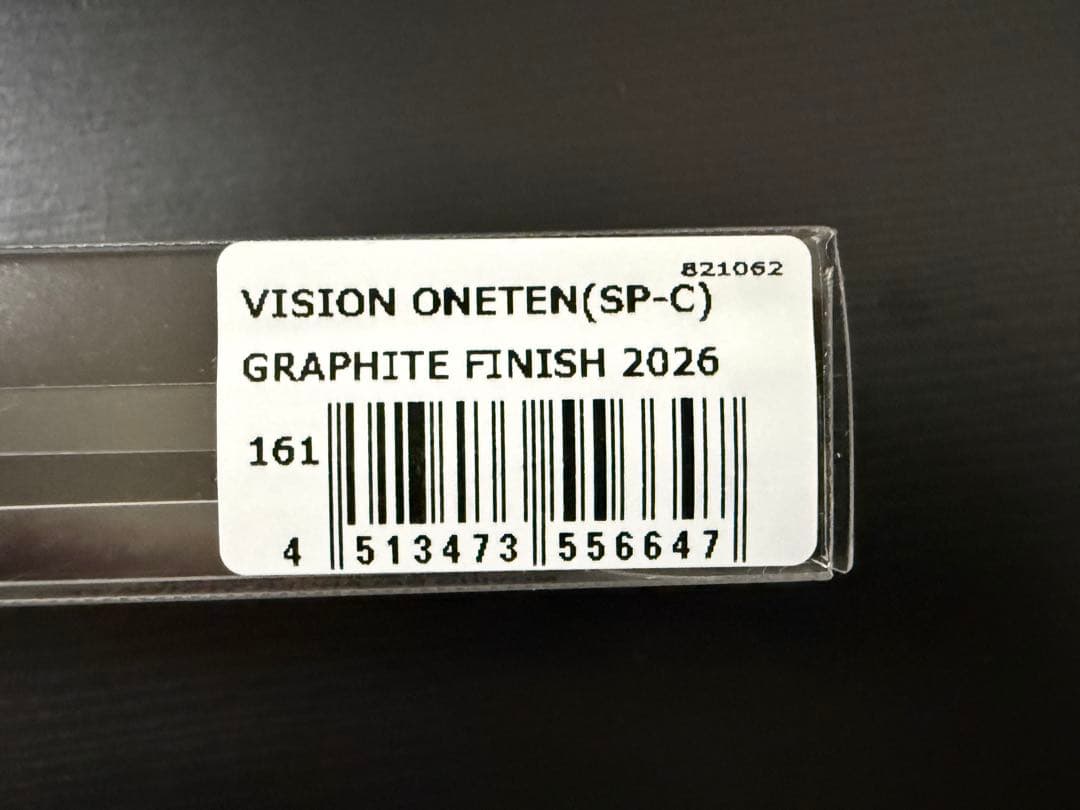 821062
VISION ONETEN(SP-C)
GRAPHITE FINISH 2026
161
4 513473 556647